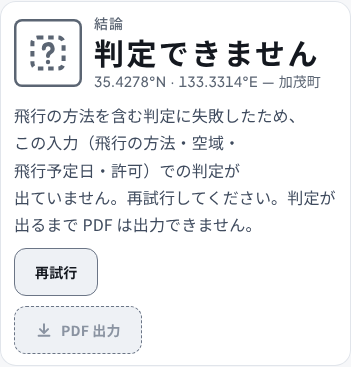 結論
判定できません
35.4278°N · 133.3314°E — 加茂町
飛行の方法を含む判定に失敗したため、
この入力（飛行の方法・空域・
飛行予定日・許可）での判定が
出ていません。再試行してください。判定が
出るまで PDF は出力できません。
再試行
PDF 出力